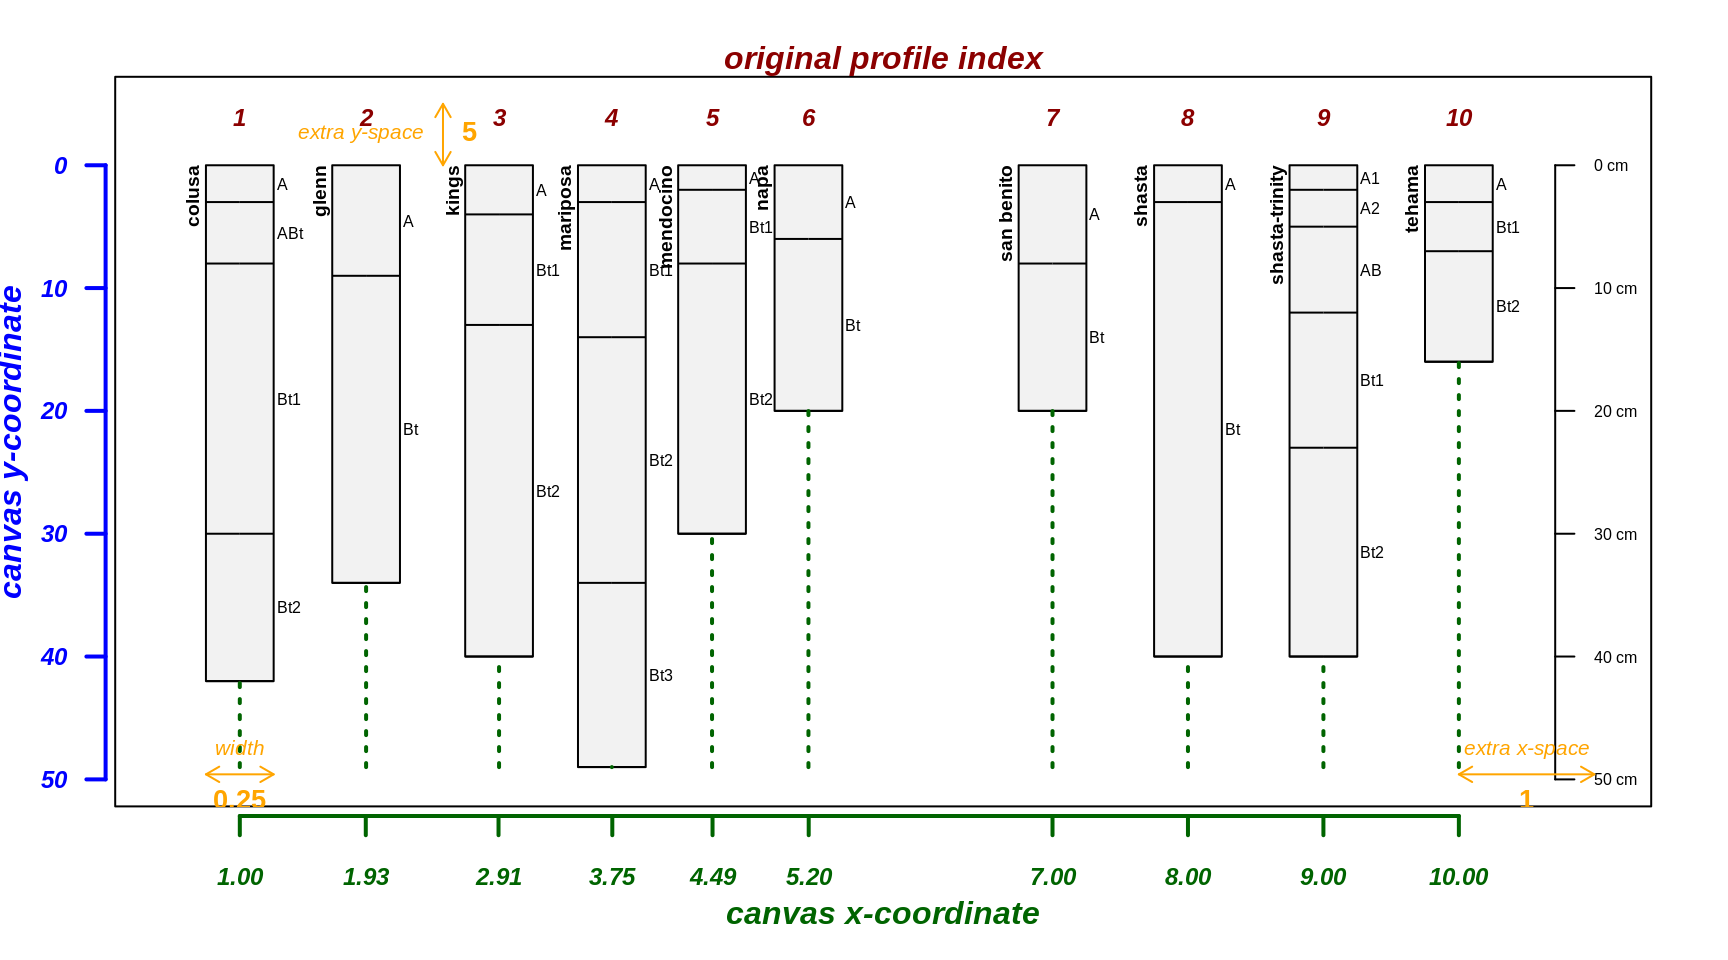 original profile index
1 2 3 4 5 6 7 8 9 10
extra y-space 5
canvas y-coordinate
0
10
20
30
40
50
colusa
A
ABt
Bt1
Bt2
glenn
A
Bt
kings
A
Bt1
Bt2
mariposa
A
Bt1
Bt2
Bt3
mendocino
A
Bt1
Bt2
napa
A
Bt
san benito
A
Bt
shasta
A
Bt
shasta-trinity
A1
A2
AB
Bt1
Bt2
tehama
A
Bt1
Bt2
0 cm
10 cm
20 cm
30 cm
40 cm
50 cm
width
0.25
extra x-space
1
1.00 1.93 2.91 3.75 4.49 5.20 7.00 8.00 9.00 10.00
canvas x-coordinate